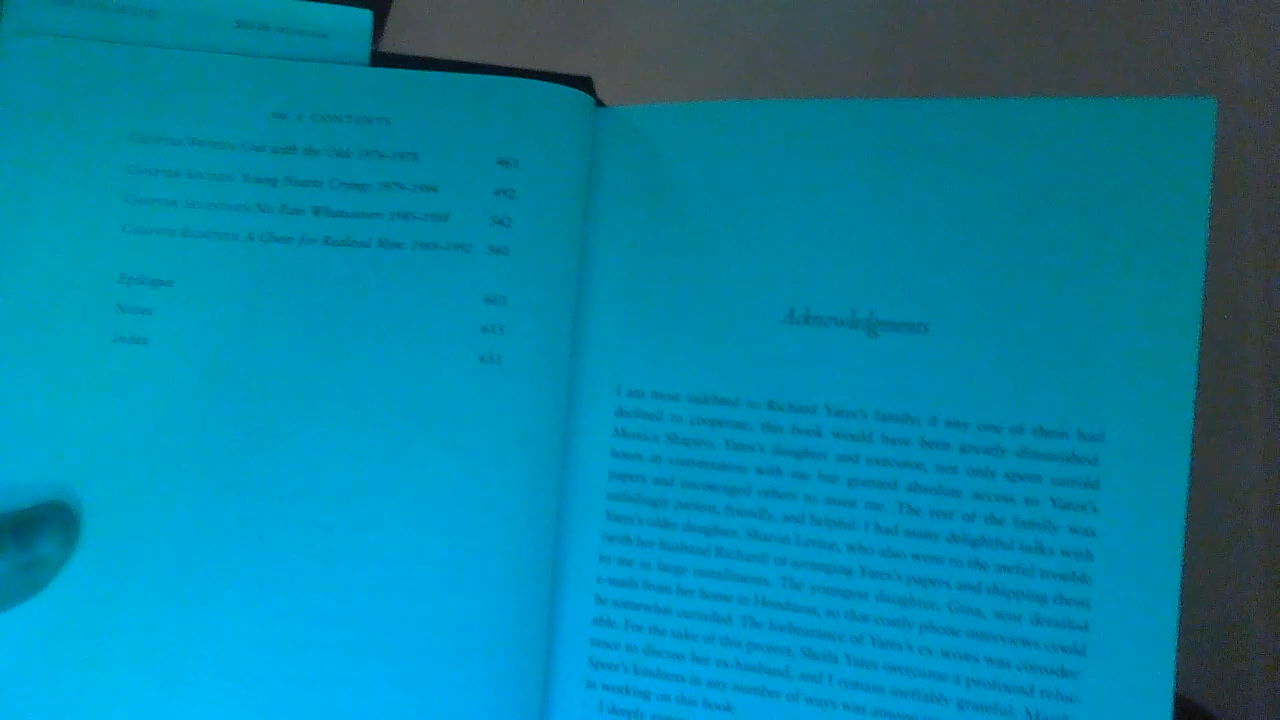 CONTENTS
CHAPTER FIFTEEN Out with the Old: 1976–1978 461
CHAPTER SIXTEEN Young Hearts Crying: 1979–1984 492
CHAPTER SEVENTEEN No Pain Whatsoever: 1985–1988 542
CHAPTER EIGHTEEN A Cheer for Realized Men: 1988–1992 560
Epilogue 603
Notes 615
Index 651
Acknowledgments
I am most indebted to Richard Yates's family; if any one of them had
declined to cooperate, this book would have been greatly diminished.
Monica Shapiro, Yates's daughter and executor, not only spent untold
hours in conversation with me but granted absolute access to Yates's
papers and encouraged others to assist me. The rest of the family was
unfailingly patient, friendly, and helpful. I had many delightful talks with
Yates's older daughter, Sharon Levine, who also went to the awful trouble
(with her husband Richard) of arranging Yates's papers and shipping them
to me in large installments. The youngest daughter, Gina, sent detailed
e-mails from her home in Honduras, so that costly phone interviews could
be somewhat curtailed. The forbearance of Yates's ex-wives was consider-
able. For the sake of this project, Sheila Yates overcame a profound reluc-
tance to discuss her ex-husband, and I remain ineffably grateful.
Speer's kindness in any number of ways was
in working on this book.
I deeply